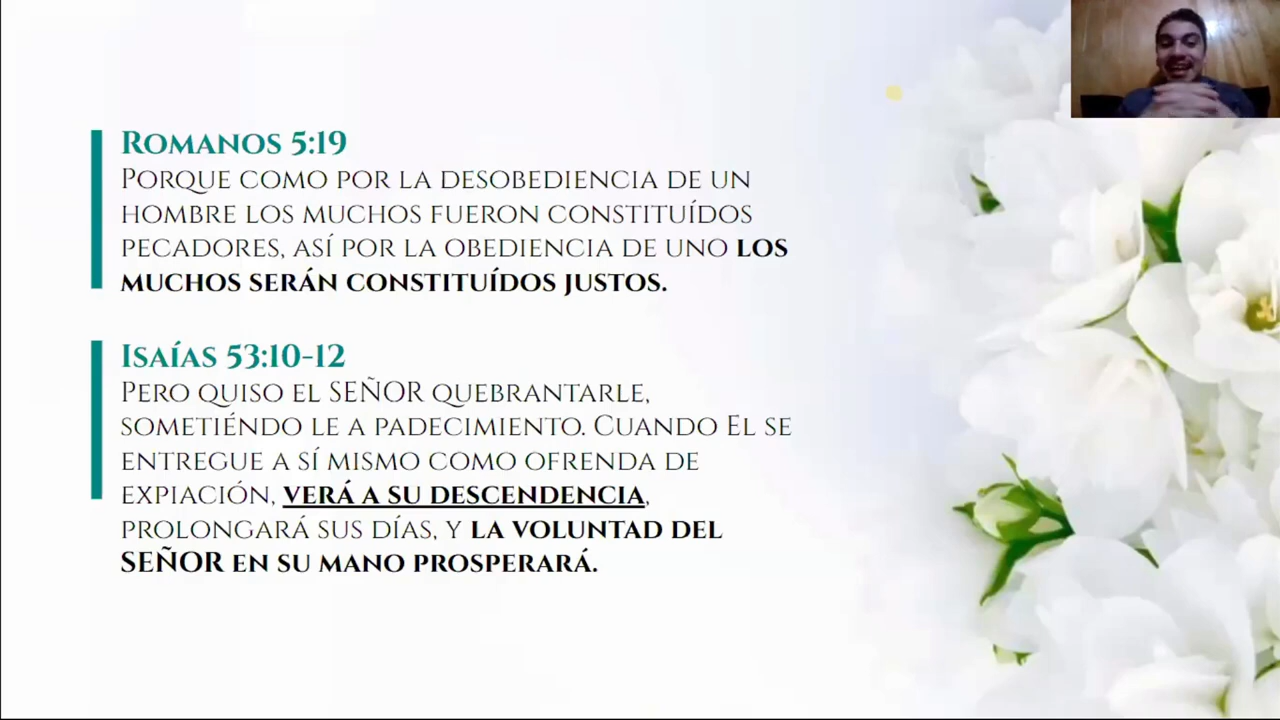 Romanos 5:19
Porque como por la desobediencia de un
hombre los muchos fueron constituídos
pecadores, así por la obediencia de uno los
muchos serán constituídos justos.
Isaías 53:10-12
Pero quiso el SEÑOR quebrantarle,
sometiéndo le a padecimiento. Cuando El se
entregue a sí mismo como ofrenda de
expiación, verá a su descendencia,
prolongará sus días, y la voluntad del
SEÑOR en su mano prosperará.